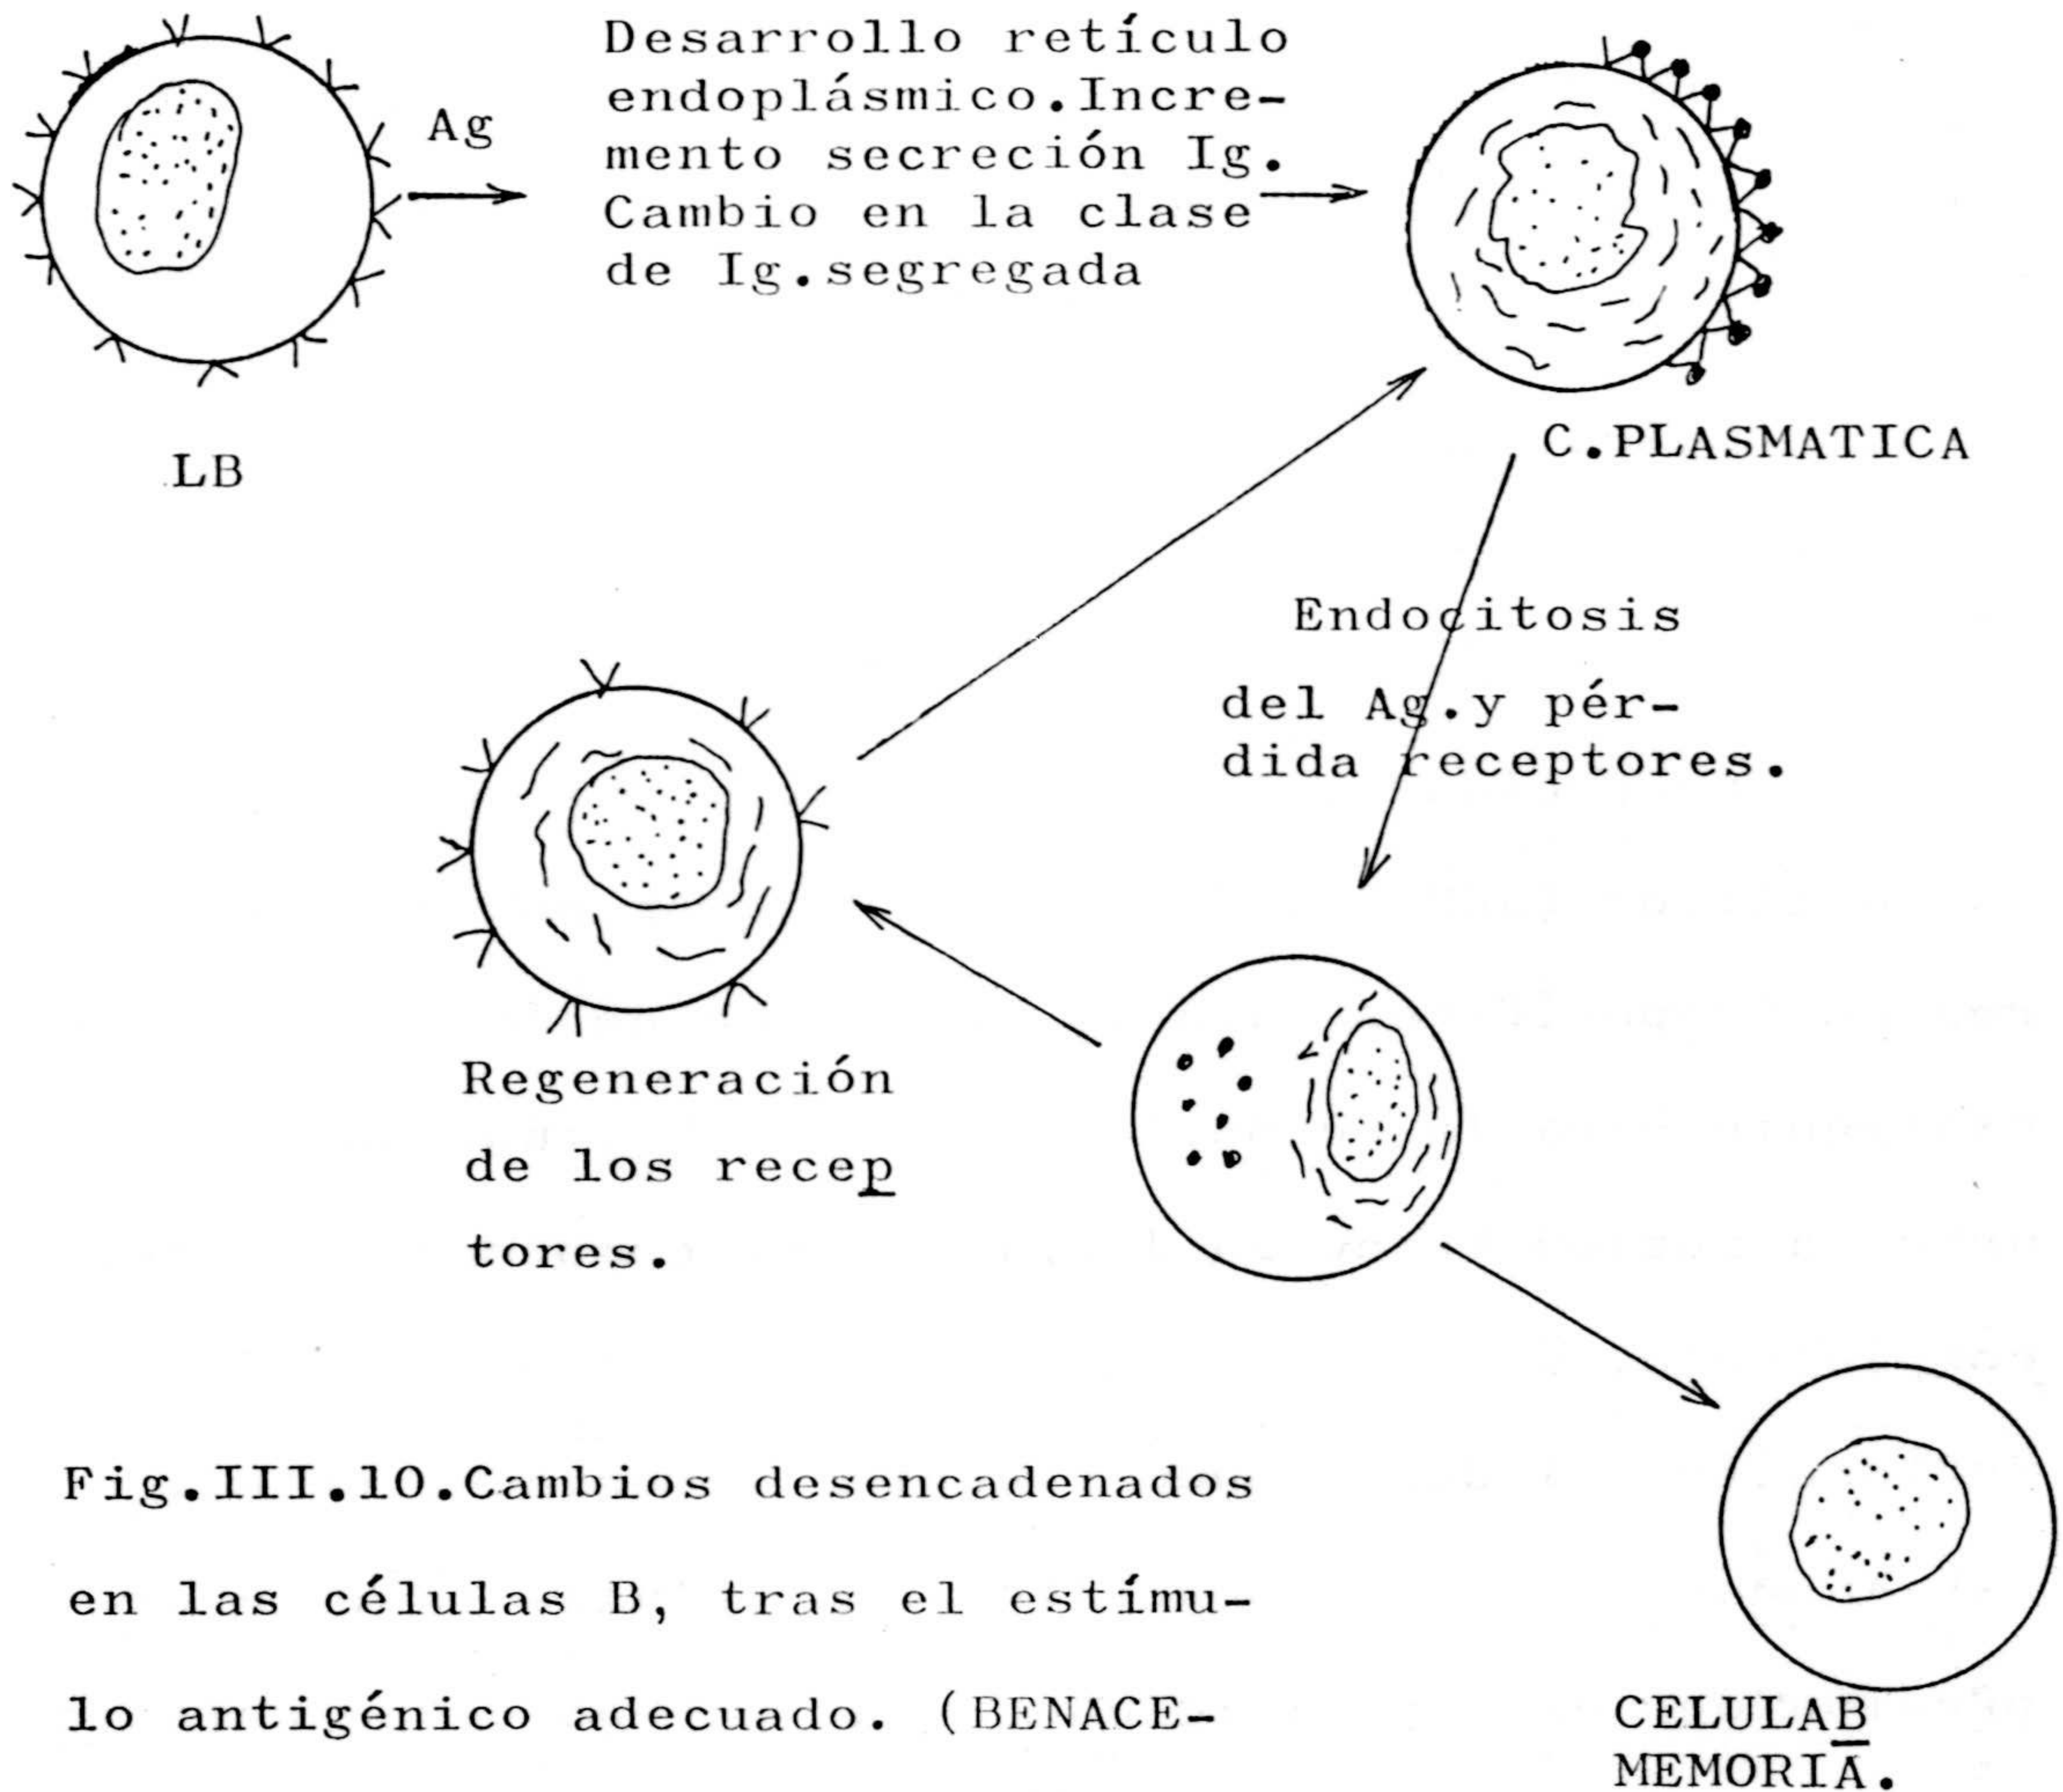 Desarrollo retículo
endoplásmico.Incre-
mento secreción Ig.
Cambio en la clase
de Ig.segregada
Ag
LB
C.PLASMATICA
Endocitosis
del Ag.y pér-
dida receptores.
Regeneración
de los recep
tores.
CELULAB
MEMORIA.
Fig.III.10.Cambios desencadenados
en las células B, tras el estímu-
lo antigénico adecuado. (BENACE-